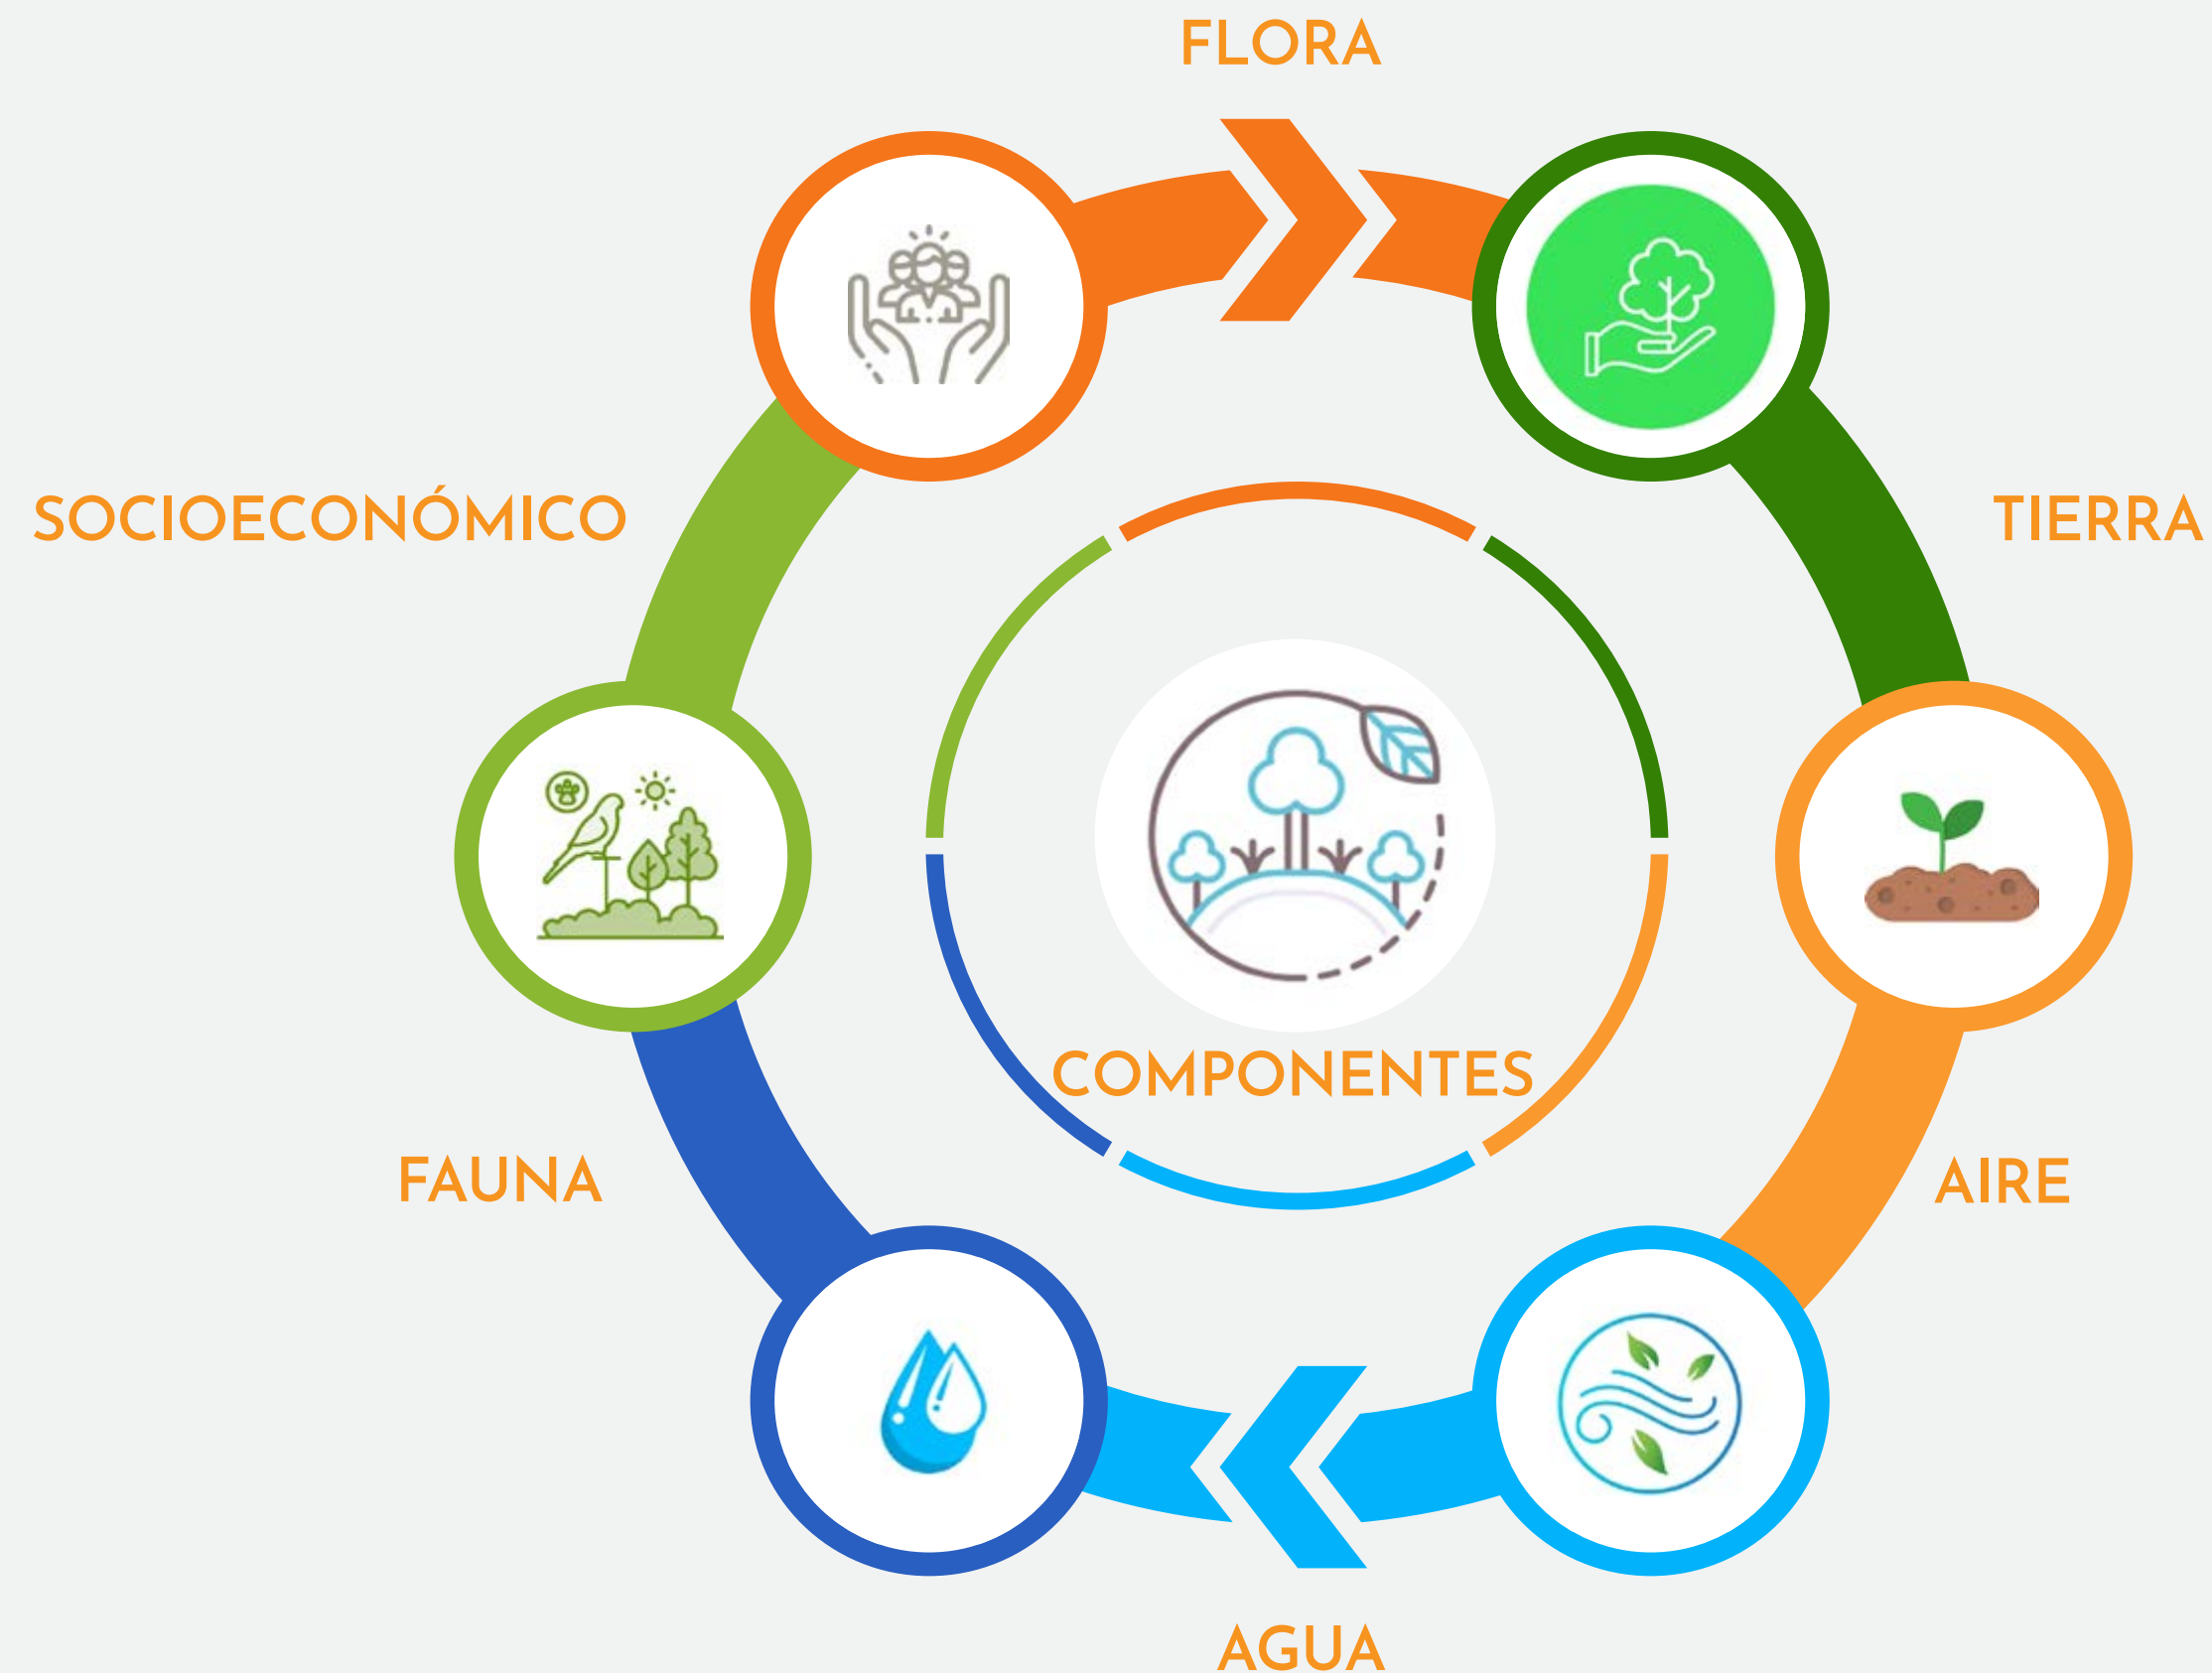 FLORA
SOCIOECONÓMICO
TIERRA
COMPONENTES
FAUNA
AIRE
AGUA